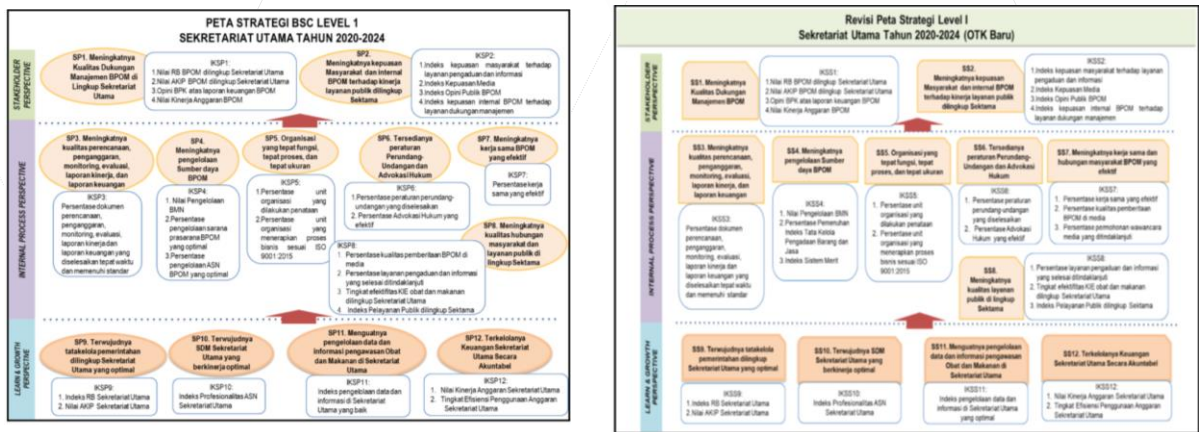 PETA STRATEGI BSC LEVEL 1
SEKRETARIAT UTAMA TAHUN 2020-2024
STAKEHOLDER
PERSPECTIVE
SP1. Meningkatnya
Kualitas Dukungan
Manajemen BPOM di
Lingkup Sekretariat
Utama
IKSP1:
1.Nilai RB BPOM dilingkup Sekretariat Utama
2.Nilai AKIP BPOM dilingkup Sekretariat Utama
3.Opini BPK atas laporan keuangan BPOM
4.Nilai Kinerja Anggaran BPOM
SP2.
Meningkatnya kepuasan
Masyarakat dan internal
BPOM terhadap kinerja
layanan publik dilingkup
Sektama
IKSP2:
1.Indeks kepuasan masyarakat terhadap
layanan pengaduan dan informasi
2.Indeks Kepuasan Media
3.Indeks Opini Publik BPOM
4.Indeks kepuasan internal BPOM terhadap
layanan dukungan manajemen
INTERNAL PROCESS PERSPECTIVE
SP3. Meningkatnya
kualitas perencanaan,
penganggaran,
monitoring, evaluasi,
laporan kinerja, dan
laporan keuangan
IKSP3:
Persentase dokumen
perencanaan,
penganggaran,
monitoring, evaluasi,
laporan kinerja dan
laporan keuangan yang
diselesaikan tepat waktu
dan memenuhi standar
SP4.
Meningkatnya
pengelolaan
Sumber daya
BPOM
IKSP4:
1. Nilai Pengelolaan
BMN
2.Persentase
pengelolaan sarana
prasarana BPOM
yang optimal
3.Persentase
pengelolaan ASN
BPOM yang optimal
SP5. Organisasi
yang tepat fungsi,
tepat proses, dan
tepat ukuran
IKSP5:
1.Persentase unit
organisasi yang
dilakukan penataan
2.Persentase unit
organisasi yang
menerapkan proses
bisnis sesuai ISO
9001:2015
SP6. Tersedianya
peraturan
Perundang-
Undangan dan
Advokasi Hukum
IKSP6:
1.Persentase peraturan perundang-
undangan yang diselesaikan
2. Persentase Advokasi Hukum yang
efektif
SP7. Meningkatnya
kerja sama BPOM
yang efektif
IKSP7:
Persentase kerja
sama yang efektif
SP8. Meningkatnya
kualitas hubungan
masyarakat dan
layanan publik di
lingkup Sektama
IKSP8:
1. Persentase kualitas pemberitaan BPOM di
media
2. Persentase layanan pengaduan dan informasi
yang selesai ditindaklanjuti
3. Tingkat efektifitas KIE obat dan makanan
dilingkup Sekretariat Utama
4. Indeks Pelayanan Publik dilingkup Sektama
LEARN & GROWTH
PERSPECTIVE
SP9. Terwujudnya
tatakelola pemerintahan
dilingkup Sekretariat
Utama yang optimal
IKSP9:
1. Indeks RB Sekretariat Utama
2. Nilai AKIP Sekretariat Utama
SP10. Terwujudnya
SDM Sekretariat
Utama yang
berkinerja optimal
IKSP10:
Indeks Profesionalitas ASN
Sekretariat Utama
SP11. Menguatnya
pengelolaan data dan
informasi pengawasan Obat
dan Makanan di Sekretariat
Utama
IKSP11:
Indeks pengelolaan data dan
informasi di Sekretariat
Utama yang baik
SP12. Terkelolanya
Keuangan Sekretariat
Utama Secara
Akuntabel
IKSP12:
1. Nilai Kinerja Anggaran Sekretariat Utama
2. Tingkat Efisiensi Penggunaan Anggaran
Sekretariat Utama
Revisi Peta Strategi Level I
Sekretariat Utama Tahun 2020-2024 (OTK Baru)
STAKEHOLDER
PERSPECTIVE
SS1. Meningkatnya
Kualitas Dukungan
Manajemen BPOM
IKSS1:
1.Nilai RB BPOM dilingkup Sekretariat Utama
2.Nilai AKIP BPOM dilingkup Sekretariat Utama
3.Opini BPK atas laporan keuangan BPOM
4.Nilai Kinerja Anggaran BPOM
SS2.
Meningkatnya kepuasan
Masyarakat dan internal BPOM
terhadap kinerja layanan publik
dilingkup Sektama
IKSS2:
1.Indeks kepuasan masyarakat terhadap
layanan pengaduan dan informasi
2.Indeks Kepuasan Media
3.Indeks Opini Publik BPOM
4.Indeks kepuasan internal BPOM terhadap
layanan dukungan manajemen
INTERNAL PROCESS PERSPECTIVE
SS3. Meningkatnya
kualitas perencanaan,
penganggaran,
monitoring, evaluasi,
laporan kinerja, dan
laporan keuangan
IKSS3:
Persentase dokumen
perencanaan,
penganggaran,
monitoring, evaluasi,
laporan kinerja dan
laporan keuangan yang
diselesaikan tepat waktu
dan memenuhi standar
SS4. Meningkatnya
pengelolaan Sumber
daya BPOM
IKSS4:
1. Nilai Pengelolaan BMN
2. Persentase Pemenuhan
Indeks Tata Kelola
Pengadaan Barang dan
Jasa
3. Indeks Sistem Merit
SS5. Organisasi yang
tepat fungsi, tepat
proses, dan tepat ukuran
IKSS5:
1. Persentase unit
organisasi yang
dilakukan penataan
2. Persentase unit
organisasi yang
menerapkan proses
bisnis sesuai ISO
9001:2015
SS6. Tersedianya
peraturan Perundang-
Undangan dan Advokasi
Hukum
IKSS6:
1. Persentase peraturan
perundang-undangan yang
diselesaikan
2. Persentase Advokasi
Hukum yang efektif
SS7. Meningkatnya kerja sama dan
hubungan masyarakat BPOM yang
efektif
IKSS7:
1. Persentase kerja sama yang efektif
2. Persentase kualitas pemberitaan
BPOM di media
3. Persentase permohonan wawancara
media yang ditindaklanjuti
SS8.
Meningkatnya
kualitas layanan
publik di lingkup
Sektama
IKSS8:
1. Persentase layanan pengaduan dan informasi
yang selesai ditindaklanjuti
2. Tingkat efektifitas KIE obat dan makanan
dilingkup Sekretariat Utama
3. Indeks Pelayanan Publik dilingkup Sektama
LEARN & GROWTH
PERSPECTIVE
SS9. Terwujudnya tatakelola
pemerintahan dilingkup
Sekretariat Utama yang optimal
IKSS9:
1. Indeks RB Sekretariat Utama
2. Nilai AKIP Sekretariat Utama
SS10. Terwujudnya SDM
Sekretariat Utama yang
berkinerja optimal
IKSS10:
Indeks Profesionalitas ASN
Sekretariat Utama
SS11. Menguatnya pengelolaan
data dan informasi pengawasan
Obat dan Makanan di
Sekretariat Utama
IKSS11:
Indeks pengelolaan data dan
informasi di Sekretariat Utama
yang optimal
SS12. Terkelolanya Keuangan
Sekretariat Utama Secara Akuntabel
IKSS12:
1. Nilai Kinerja Anggaran Sekretariat Utama
2. Tingkat Efisiensi Penggunaan Anggaran
Sekretariat Utama